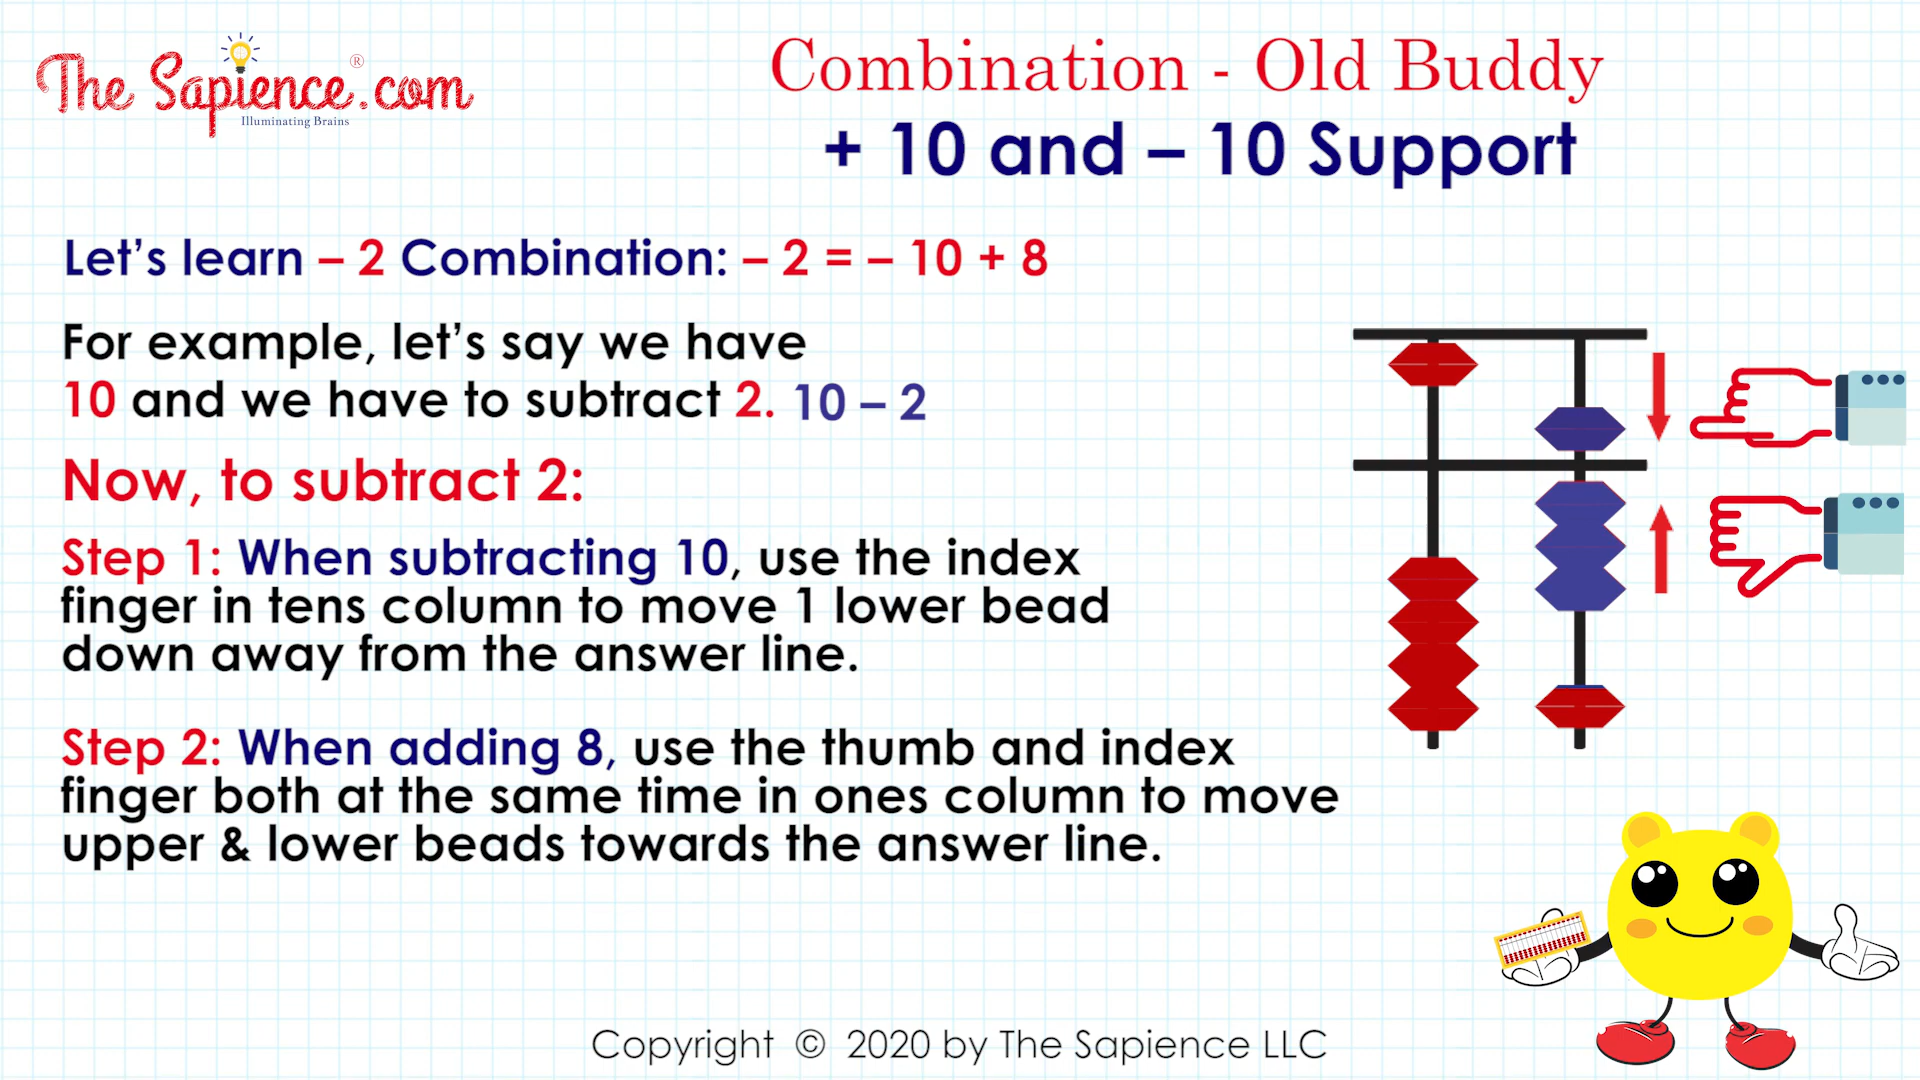 The Sapience.com®
Illuminating Brains
Combination - Old Buddy
+ 10 and – 10 Support
Let’s learn – 2 Combination: – 2 = – 10 + 8
For example, let’s say we have
10 and we have to subtract 2. 10 – 2
Now, to subtract 2:
Step 1: When subtracting 10, use the index
finger in tens column to move 1 lower bead
down away from the answer line.
Step 2: When adding 8, use the thumb and index
finger both at the same time in ones column to move
upper & lower beads towards the answer line.
Copyright © 2020 by The Sapience LLC